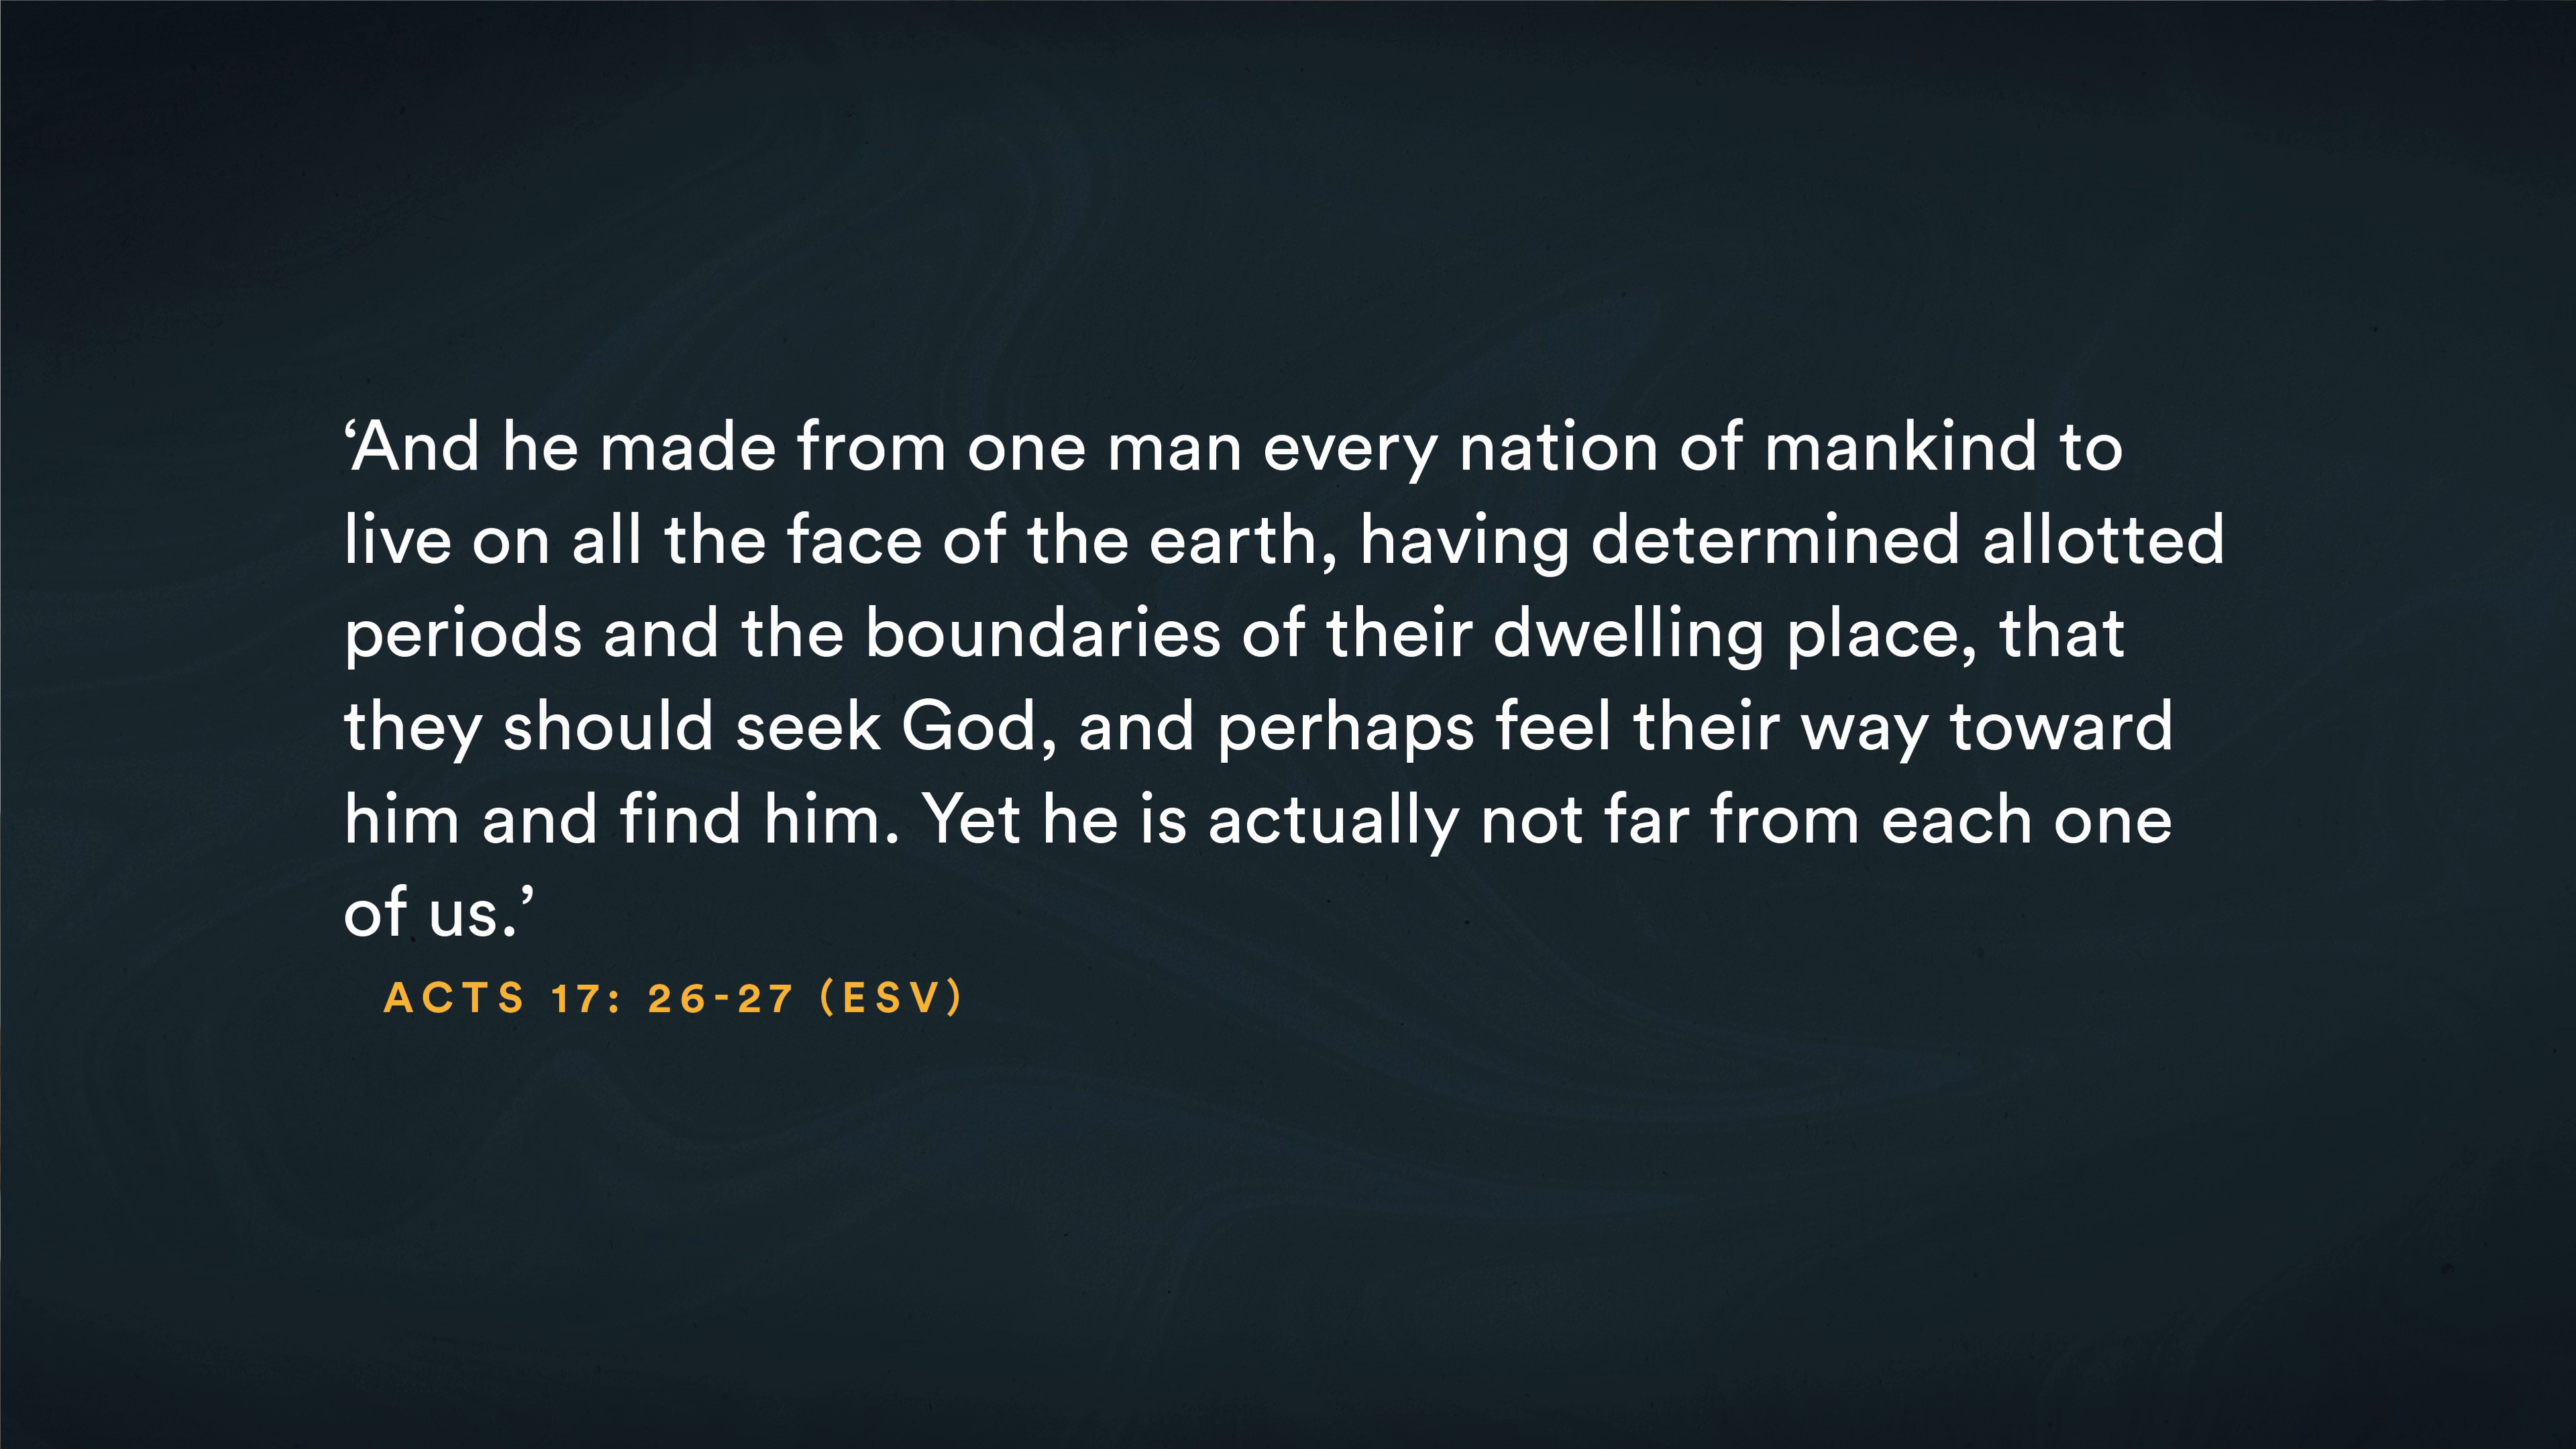 ‘And he made from one man every nation of mankind to
live on all the face of the earth, having determined allotted
periods and the boundaries of their dwelling place, that
they should seek God, and perhaps feel their way toward
him and find him. Yet he is actually not far from each one
of us.’
ACTS 17: 26-27 (ESV)